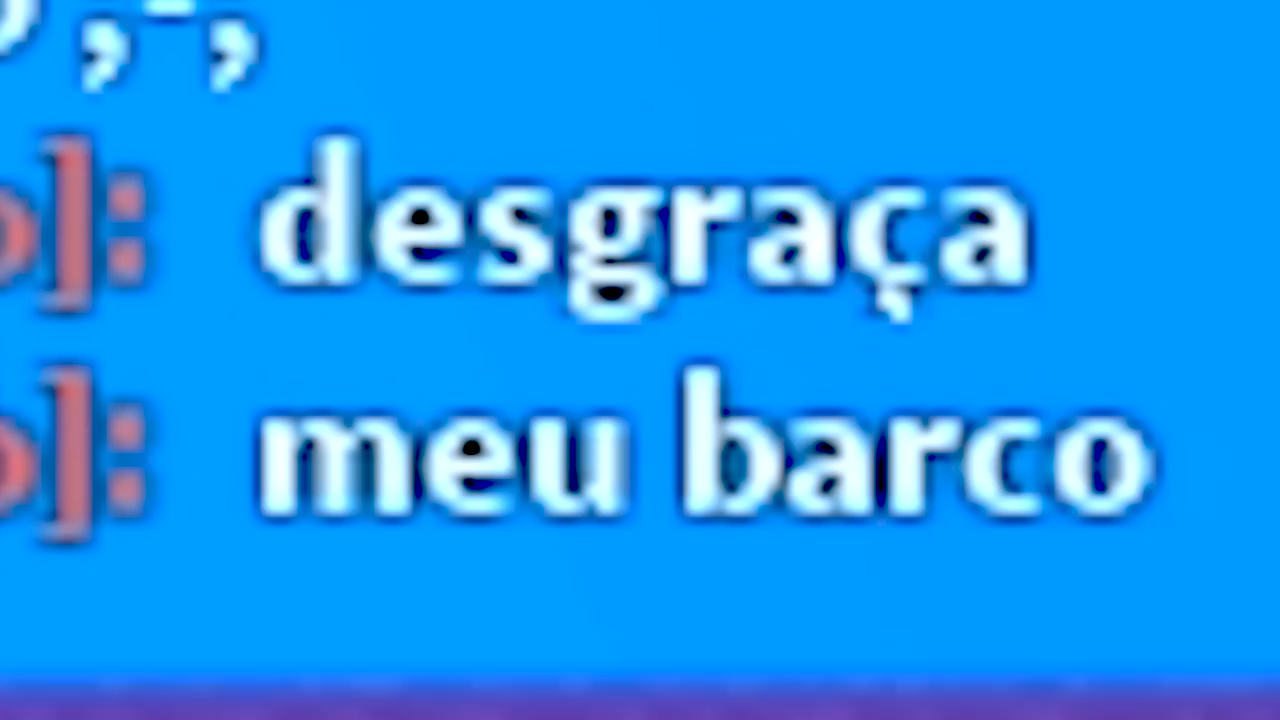 ,-,
]: desgraça
]: meu barco